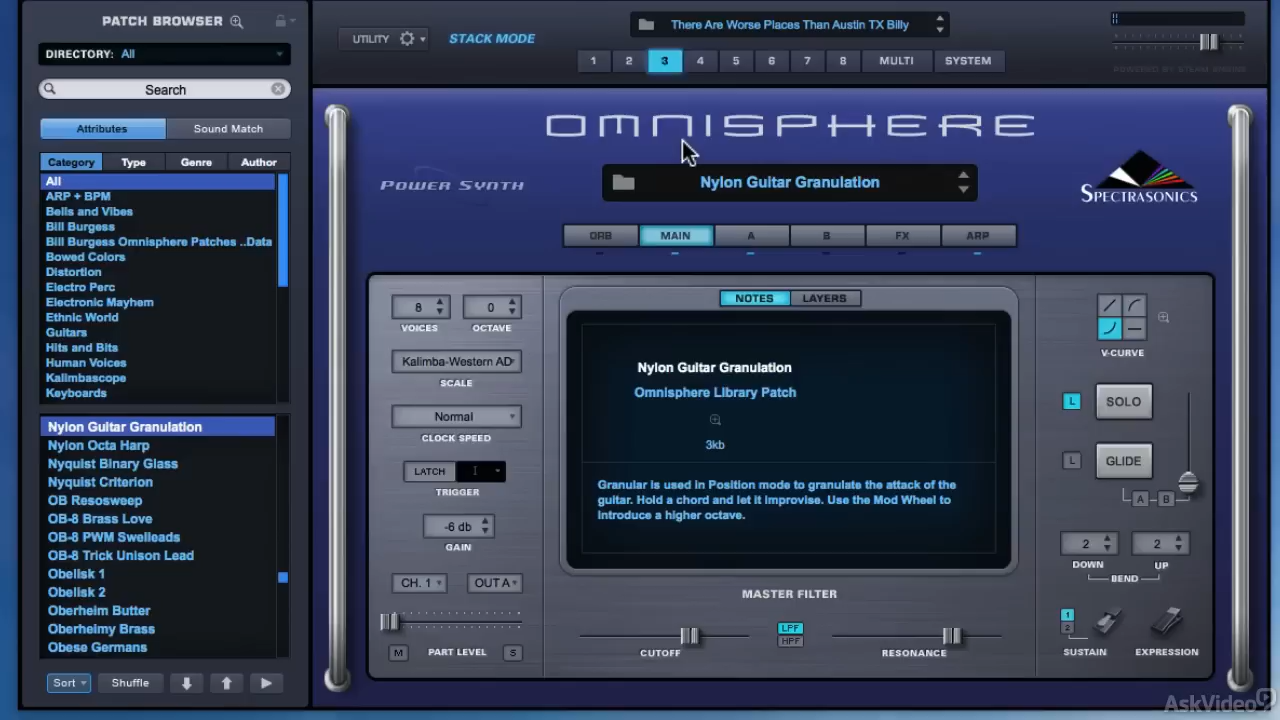 PATCH BROWSER
DIRECTORY: All
Search
Attributes
Sound Match
Category
Type
Genre
Author
All
ARP + BPM
Bells and Vibes
Bill Burgess
Bill Burgess Omnisphere Patches ..Data
Bowed Colors
Distortion
Electro Perc
Electronic Mayhem
Ethnic World
Guitars
Hits and Bits
Human Voices
Kalimbascope
Keyboards
Nylon Guitar Granulation
Nylon Octa Harp
Nyquist Binary Glass
Nyquist Criterion
OB Resosweep
OB-8 Brass Love
OB-8 PWM Swelleads
OB-8 Trick Unison Lead
Obelisk 1
Obelisk 2
Oberheim Butter
Oberheimy Brass
Obese Germans
Sort
Shuffle
UTILITY
STACK MODE
There Are Worse Places Than Austin TX Billy
1 2 3 4 5 6 7 8 MULTI SYSTEM
OMNISPHERE
POWER SYNTH
Nylon Guitar Granulation
SPECTRASONICS
ORB MAIN A B FX ARP
8
VOICES
0
OCTAVE
Kalimba-Western AD
SCALE
Normal
CLOCK SPEED
LATCH
TRIGGER
-6 db
GAIN
CH. 1
OUT A
M PART LEVEL S
NOTES
LAYERS
Nylon Guitar Granulation
Omnisphere Library Patch
3kb
Granular is used in Position mode to granulate the attack of the
guitar. Hold a chord and let it improvise. Use the Mod Wheel to
introduce a higher octave.
MASTER FILTER
CUTOFF
LPF
HPF
RESONANCE
V-CURVE
L SOLO
L GLIDE
A B
2
DOWN
2
UP
BEND
1
2
SUSTAIN
EXPRESSION
AskVideo